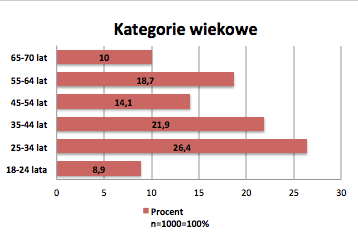 Kategorie wiekowe
65-70 lat
10
55-64 lat
18,7
45-54 lat
14,1
35-44 lat
21,9
25-34 lat
26,4
18-24 lata
8,9
0 5 10 15 20 25 30
Procent
n=1000=100%